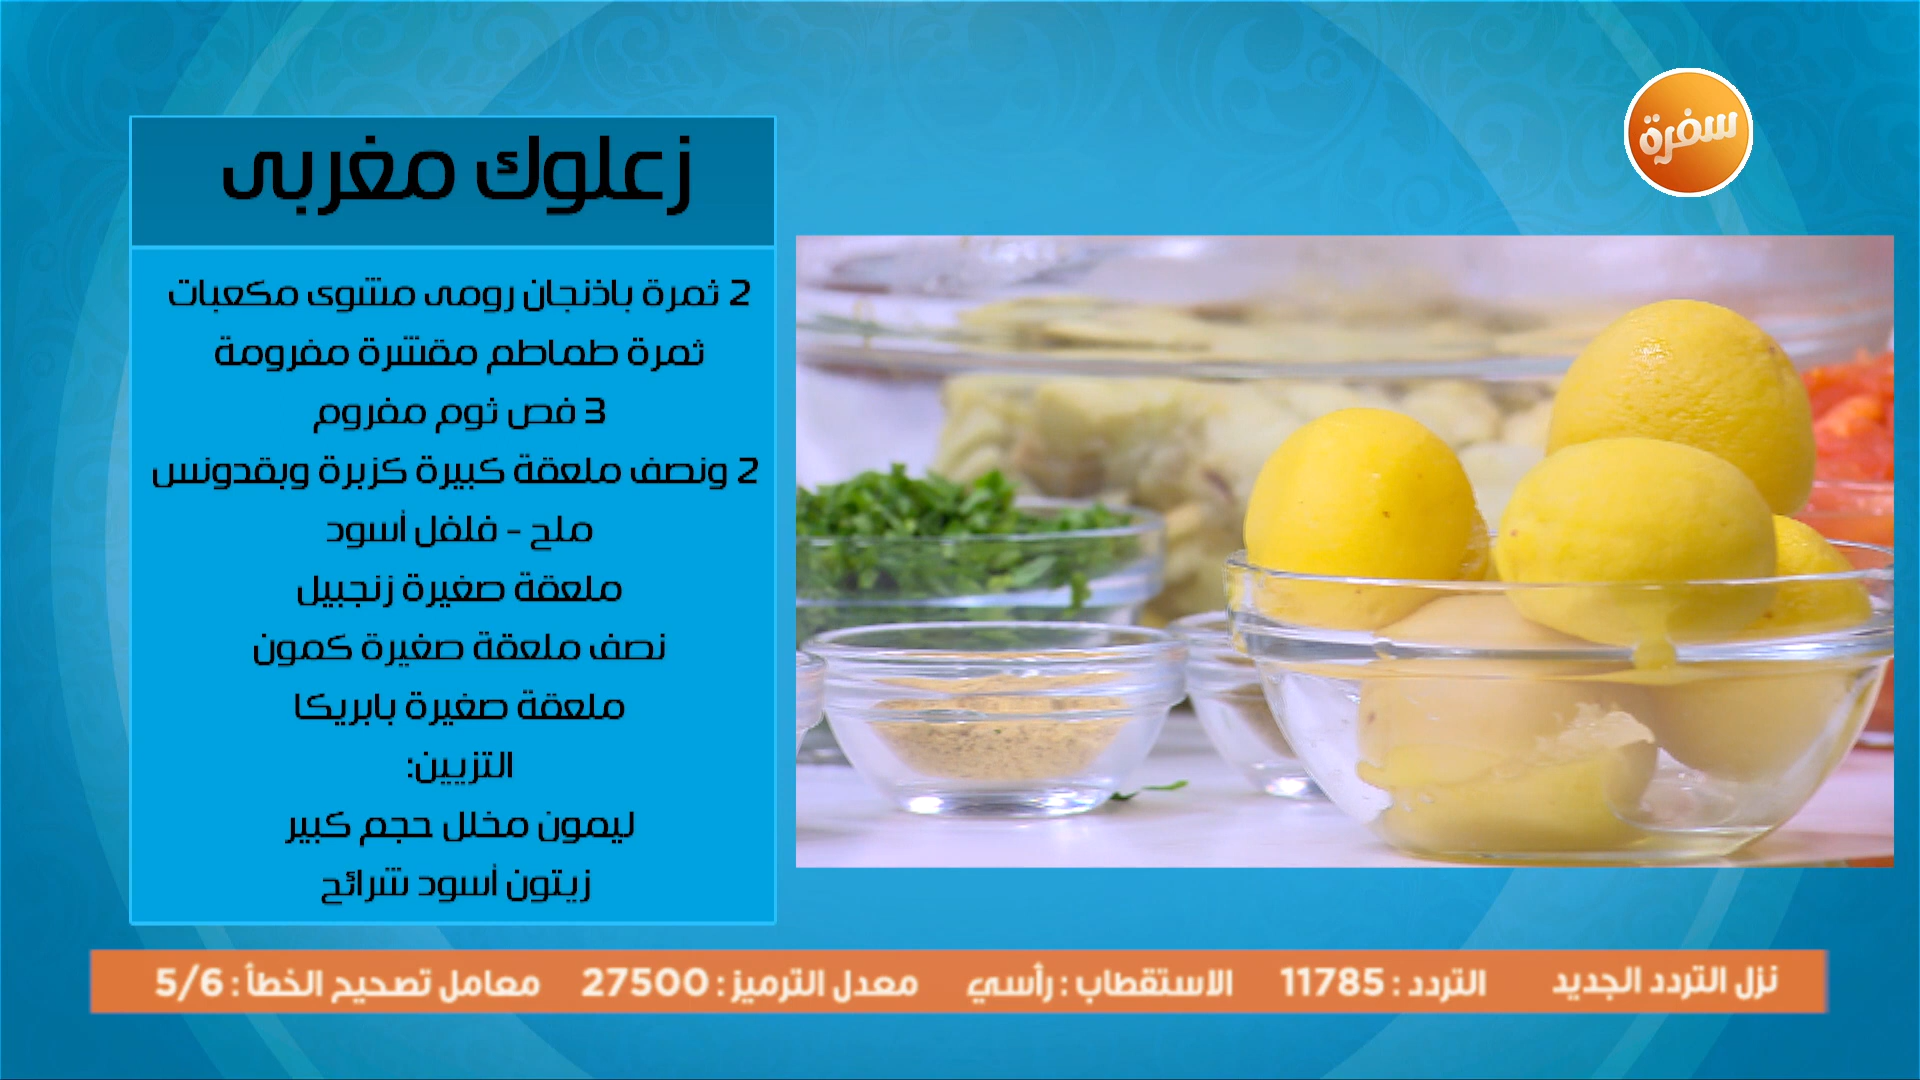 سفرة
زعلوك مغربى
2 ثمرة باذنجان رومى مشوى مكعبات
ثمرة طماطم مقشرة مفرومة
3 فص ثوم مفروم
2 ونصف ملعقة كبيرة كزبرة وبقدونس
ملح - فلفل أسود
ملعقة صغيرة زنجبيل
نصف ملعقة صغيرة كمون
ملعقة صغيرة بابريكا
التزيين:
ليمون مخلل حجم كبير
زيتون أسود شرائح
نزل التردد الجديد التردد : 11785 الاستقطاب : رأسي معدل الترميز : 27500 معامل تصحيح الخطأ : 5/6